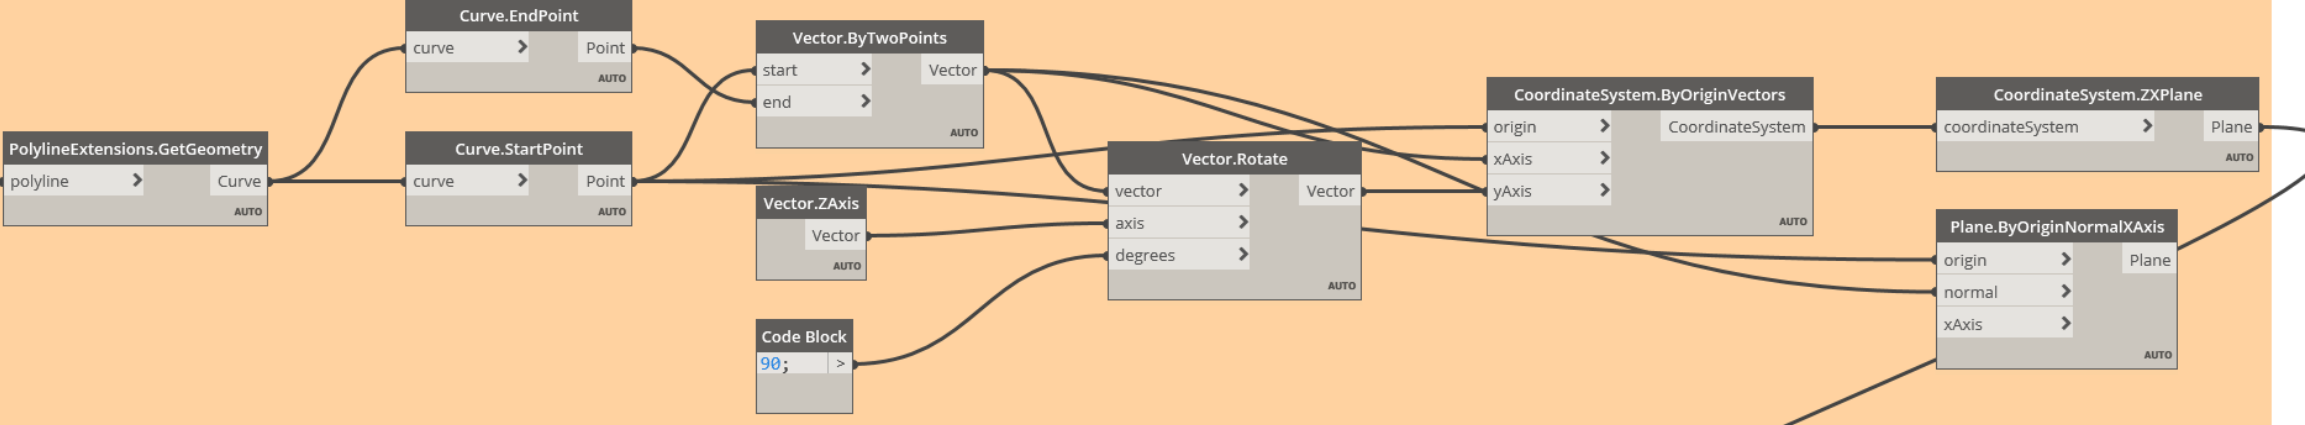 Curve.EndPoint
curve > Point
AUTO
PolylineExtensions.GetGeometry
polyline > Curve
AUTO
Curve.StartPoint
curve > Point
AUTO
Vector.ByTwoPoints
start > Vector
end >
AUTO
Vector.ZAxis
Vector
AUTO
Code Block
90; >
Vector.Rotate
vector > Vector
axis >
degrees >
AUTO
CoordinateSystem.ByOriginVectors
origin > CoordinateSystem
xAxis >
yAxis >
AUTO
CoordinateSystem.ZXPlane
coordinateSystem > Plane
AUTO
Plane.ByOriginNormalXAxis
origin > Plane
normal >
xAxis >
AUTO